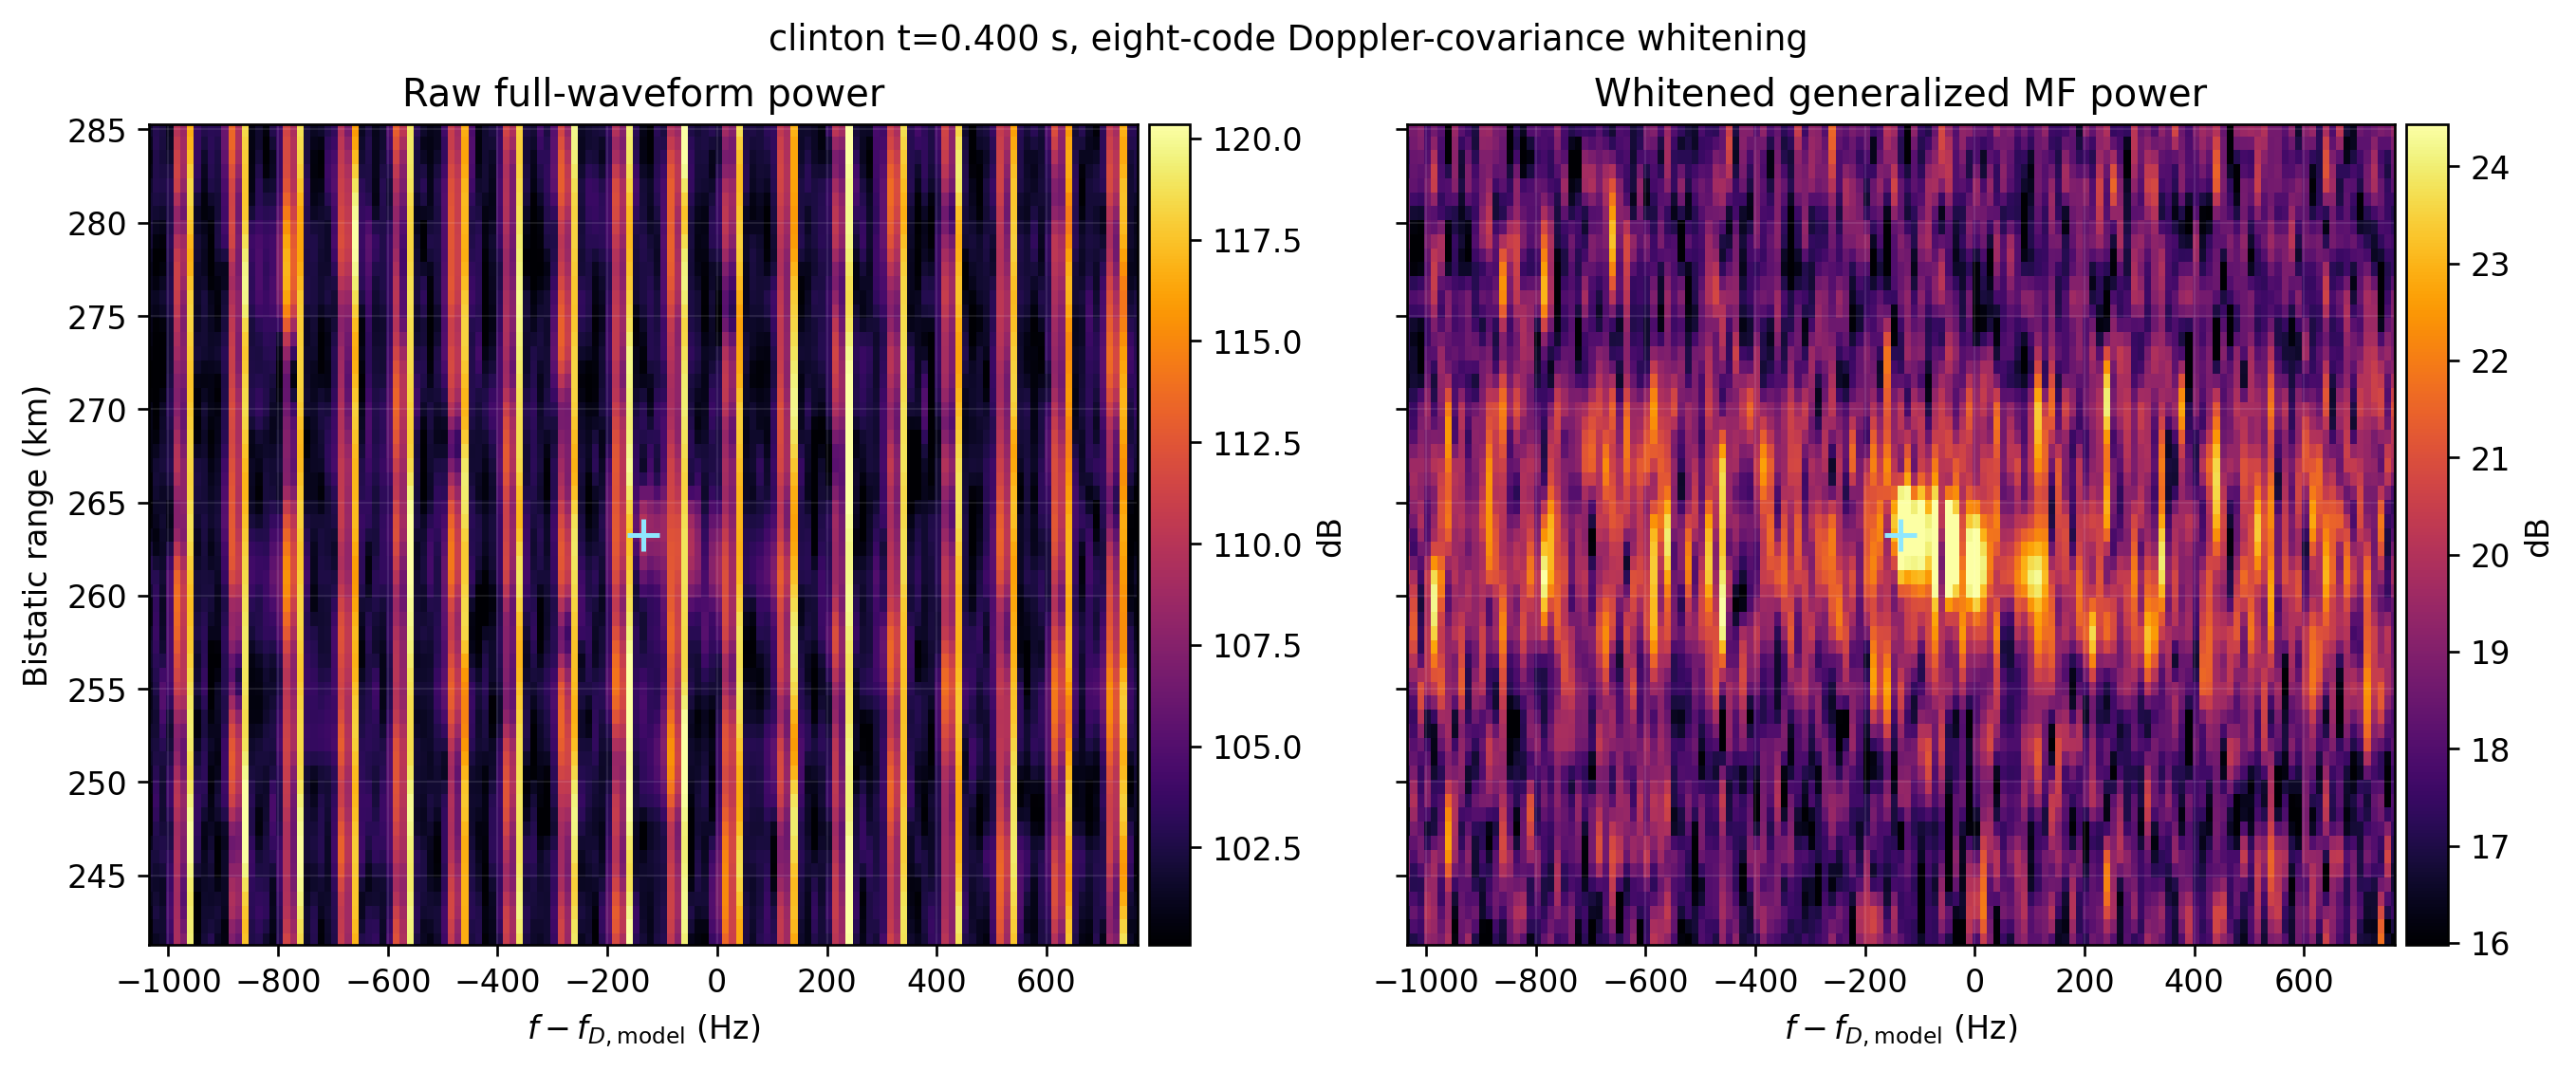 clinton t=0.400 s, eight-code Doppler-covariance whitening
Raw full-waveform power
285
280
275
270
265
260
255
250
245
Bistatic range (km)
−1000 −800 −600 −400 −200 0 200 400 600
f − f_D, model (Hz)
120.0
117.5
115.0
112.5
110.0
107.5
105.0
102.5
dB
Whitened generalized MF power
−1000 −800 −600 −400 −200 0 200 400 600
f − f_D, model (Hz)
24
23
22
21
20
19
18
17
16
dB